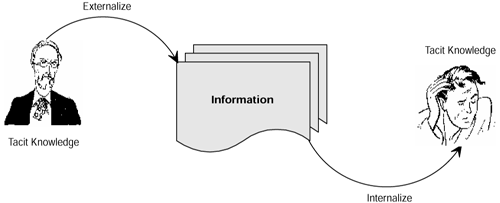 Externalize
Tacit Knowledge
Information
Tacit Knowledge
Internalize